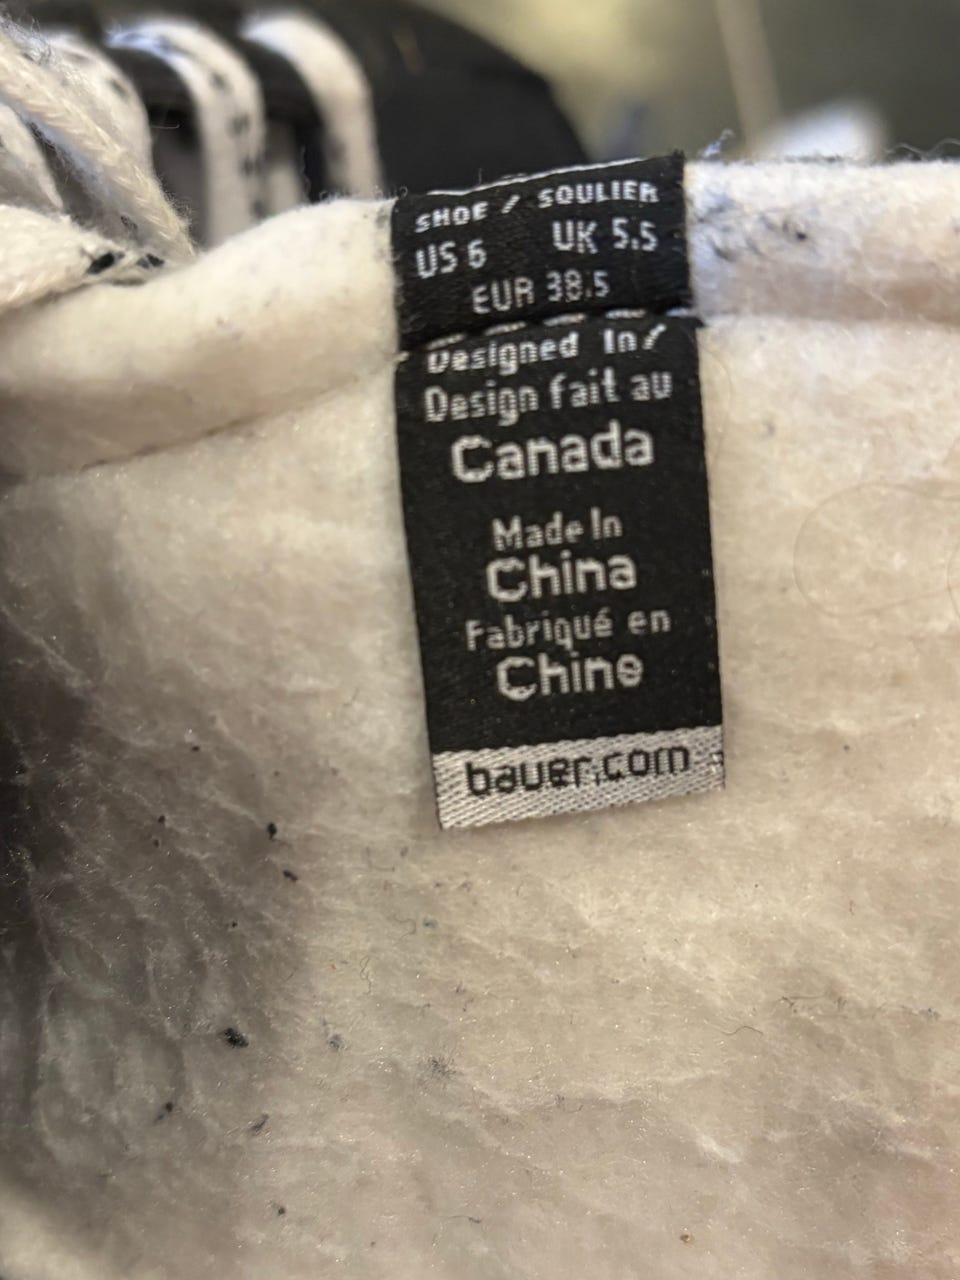 SHOE / SOULIER
US 6 UK 5.5
EUR 38.5
Designed In/
Design fait au
Canada
Made In
China
Fabriqué en
Chine
bauer.com